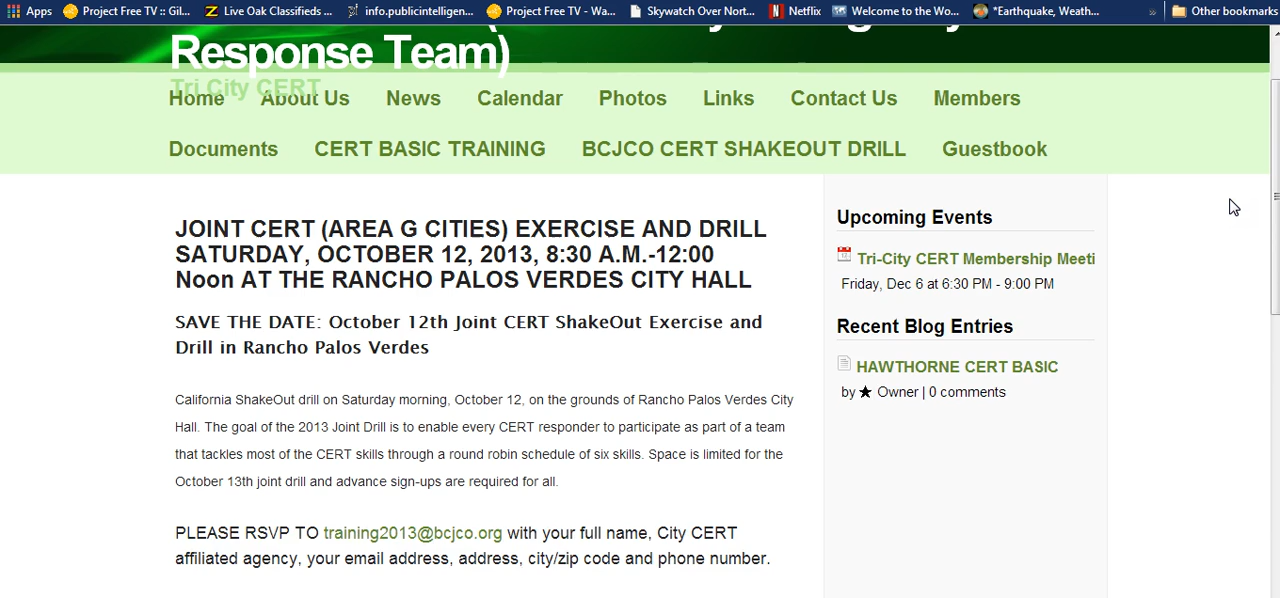 Apps Project Free TV :: Gil... Live Oak Classifieds ... info.publicintelligen... Project Free TV - Wa... Skywatch Over Nort... Netflix Welcome to the Wo... *Earthquake, Weath... » Other bookmarks
Response Team)
Tri City CERT
Home About Us News Calendar Photos Links Contact Us Members
Documents CERT BASIC TRAINING BCJCO CERT SHAKEOUT DRILL Guestbook
JOINT CERT (AREA G CITIES) EXERCISE AND DRILL
SATURDAY, OCTOBER 12, 2013, 8:30 A.M.-12:00
Noon AT THE RANCHO PALOS VERDES CITY HALL
SAVE THE DATE: October 12th Joint CERT ShakeOut Exercise and
Drill in Rancho Palos Verdes
California ShakeOut drill on Saturday morning, October 12, on the grounds of Rancho Palos Verdes City
Hall. The goal of the 2013 Joint Drill is to enable every CERT responder to participate as part of a team
that tackles most of the CERT skills through a round robin schedule of six skills. Space is limited for the
October 13th joint drill and advance sign-ups are required for all.
PLEASE RSVP TO training2013@bcjco.org with your full name, City CERT
affiliated agency, your email address, address, city/zip code and phone number.
Upcoming Events
Tri-City CERT Membership Meeti
Friday, Dec 6 at 6:30 PM - 9:00 PM
Recent Blog Entries
HAWTHORNE CERT BASIC
by ★ Owner | 0 comments